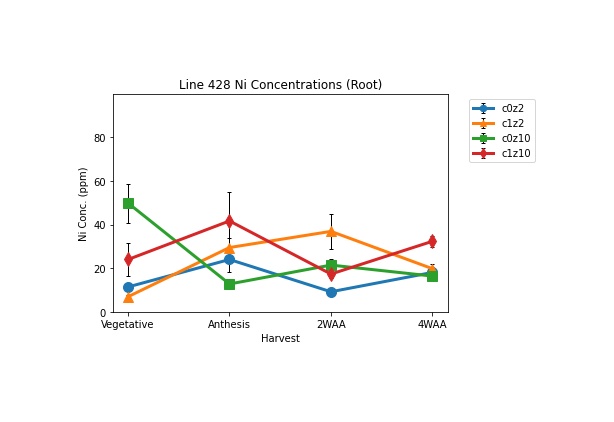 Line 428 Ni Concentrations (Root)
c0z2
c1z2
c0z10
c1z10
80
60
40
20
0
Ni Conc. (ppm)
Vegetative Anthesis 2WAA 4WAA
Harvest